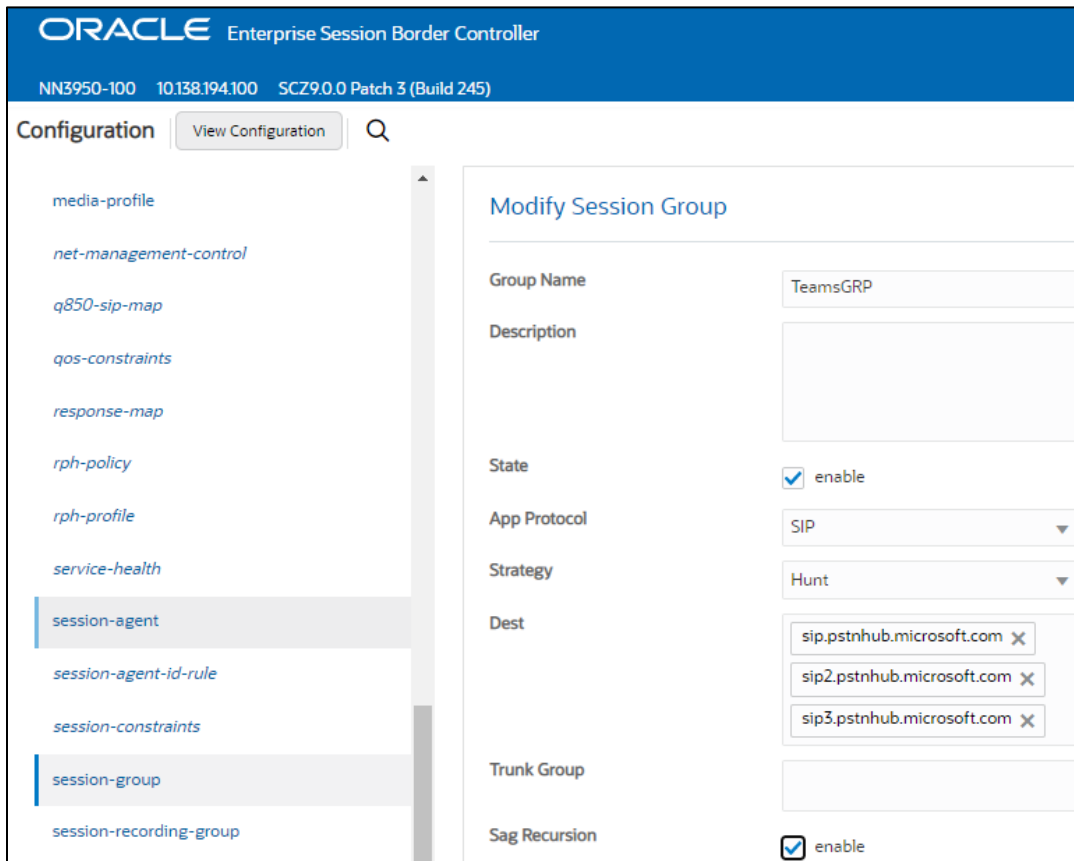 ORACLE Enterprise Session Border Controller
NN3950-100 10.138.194.100 SCZ9.0.0 Patch 3 (Build 245)
Configuration View Configuration
media-profile
net-management-control
q850-sip-map
qos-constraints
response-map
rph-policy
rph-profile
service-health
session-agent
session-agent-id-rule
session-constraints
session-group
session-recording-group
Modify Session Group
Group Name TeamsGRP
Description
State enable
App Protocol SIP
Strategy Hunt
Dest sip.pstnhub.microsoft.com
sip2.pstnhub.microsoft.com
sip3.pstnhub.microsoft.com
Trunk Group
Sag Recursion enable